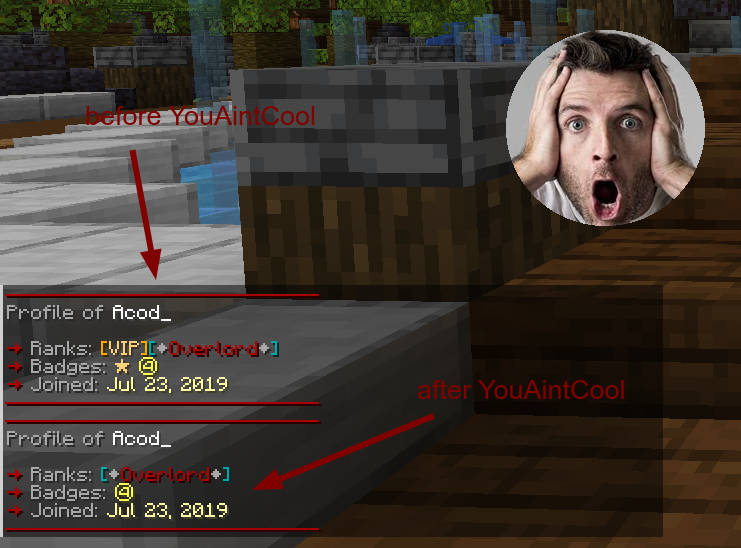 before YouAintCool
Profile of Acod_
➔ Ranks: [VIP][✦Overlord✦]
➔ Badges: ★ @
➔ Joined: Jul 23, 2019
after YouAintCool
Profile of Acod_
➔ Ranks: [✦Overlord✦]
➔ Badges: @
➔ Joined: Jul 23, 2019